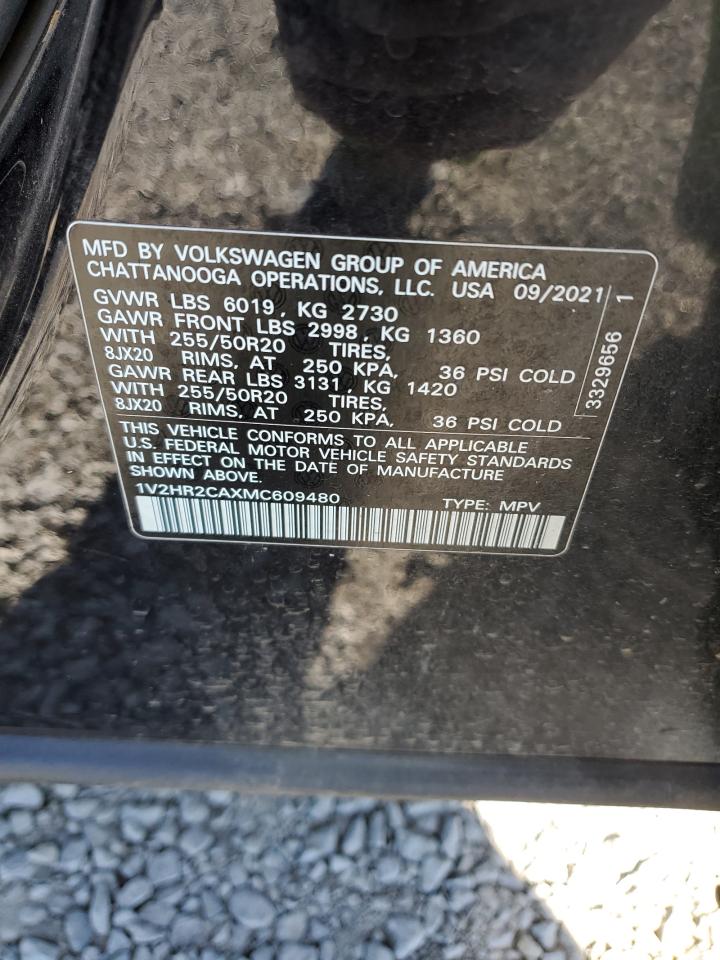 MFD BY VOLKSWAGEN GROUP OF AMERICA
CHATTANOOGA OPERATIONS, LLC. USA 09/2021
GVWR LBS 6019, KG 2730
GAWR FRONT LBS 2998, KG 1360
WITH 255/50R20 TIRES,
8JX20 RIMS, AT 250 KPA, 36 PSI COLD
GAWR REAR LBS 3131, KG 1420
WITH 255/50R20 TIRES,
8JX20 RIMS, AT 250 KPA, 36 PSI COLD
THIS VEHICLE CONFORMS TO ALL APPLICABLE
U.S. FEDERAL MOTOR VEHICLE SAFETY STANDARDS
IN EFFECT ON THE DATE OF MANUFACTURE
SHOWN ABOVE.
1V2HR2CAXMC609480 TYPE: MPV
3329656 1